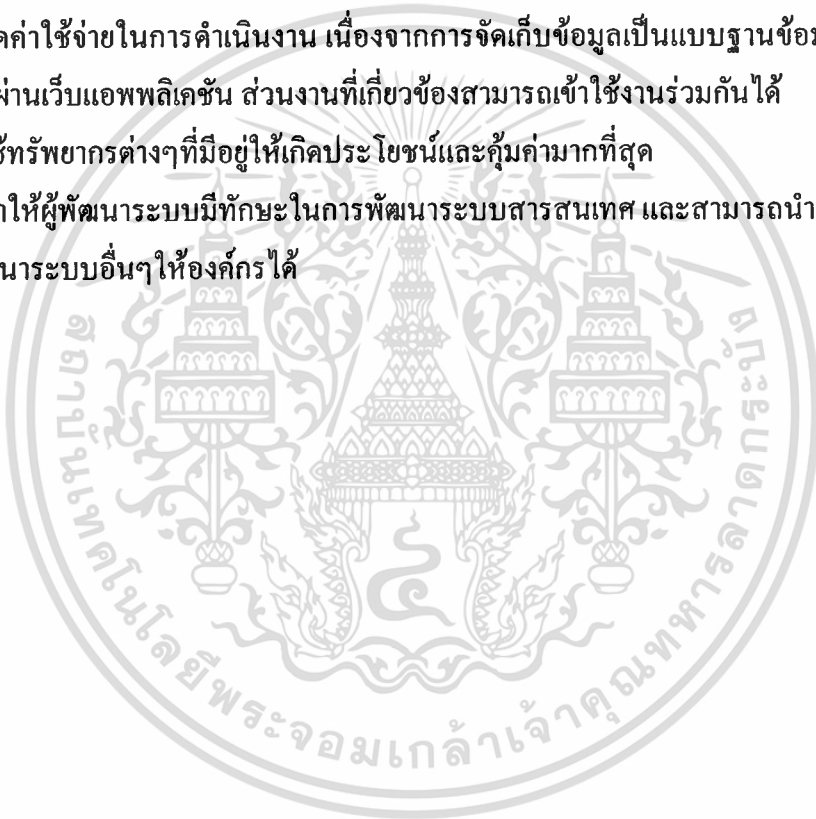 ค่าใช้จ่ายในการดำเนินงาน เนื่องจากการจัดเก็บข้อมูลเป็นแบบฐานข้อม
ผ่านเว็บแอพพลิเคชัน ส่วนงานที่เกี่ยวข้องสามารถเข้าใช้งานร่วมกันได้
ทรัพยากรต่างๆที่มีอยู่ให้เกิดประโยชน์และคุ้มค่ามากที่สุด
ให้ผู้พัฒนาระบบมีทักษะในการพัฒนาระบบสารสนเทศ และสามารถนำ
นาระบบอื่นๆให้องค์กรได้
สถาบันเทคโนโลยีพระจอมเกล้าเจ้าคุณทหารลาดกระบัง